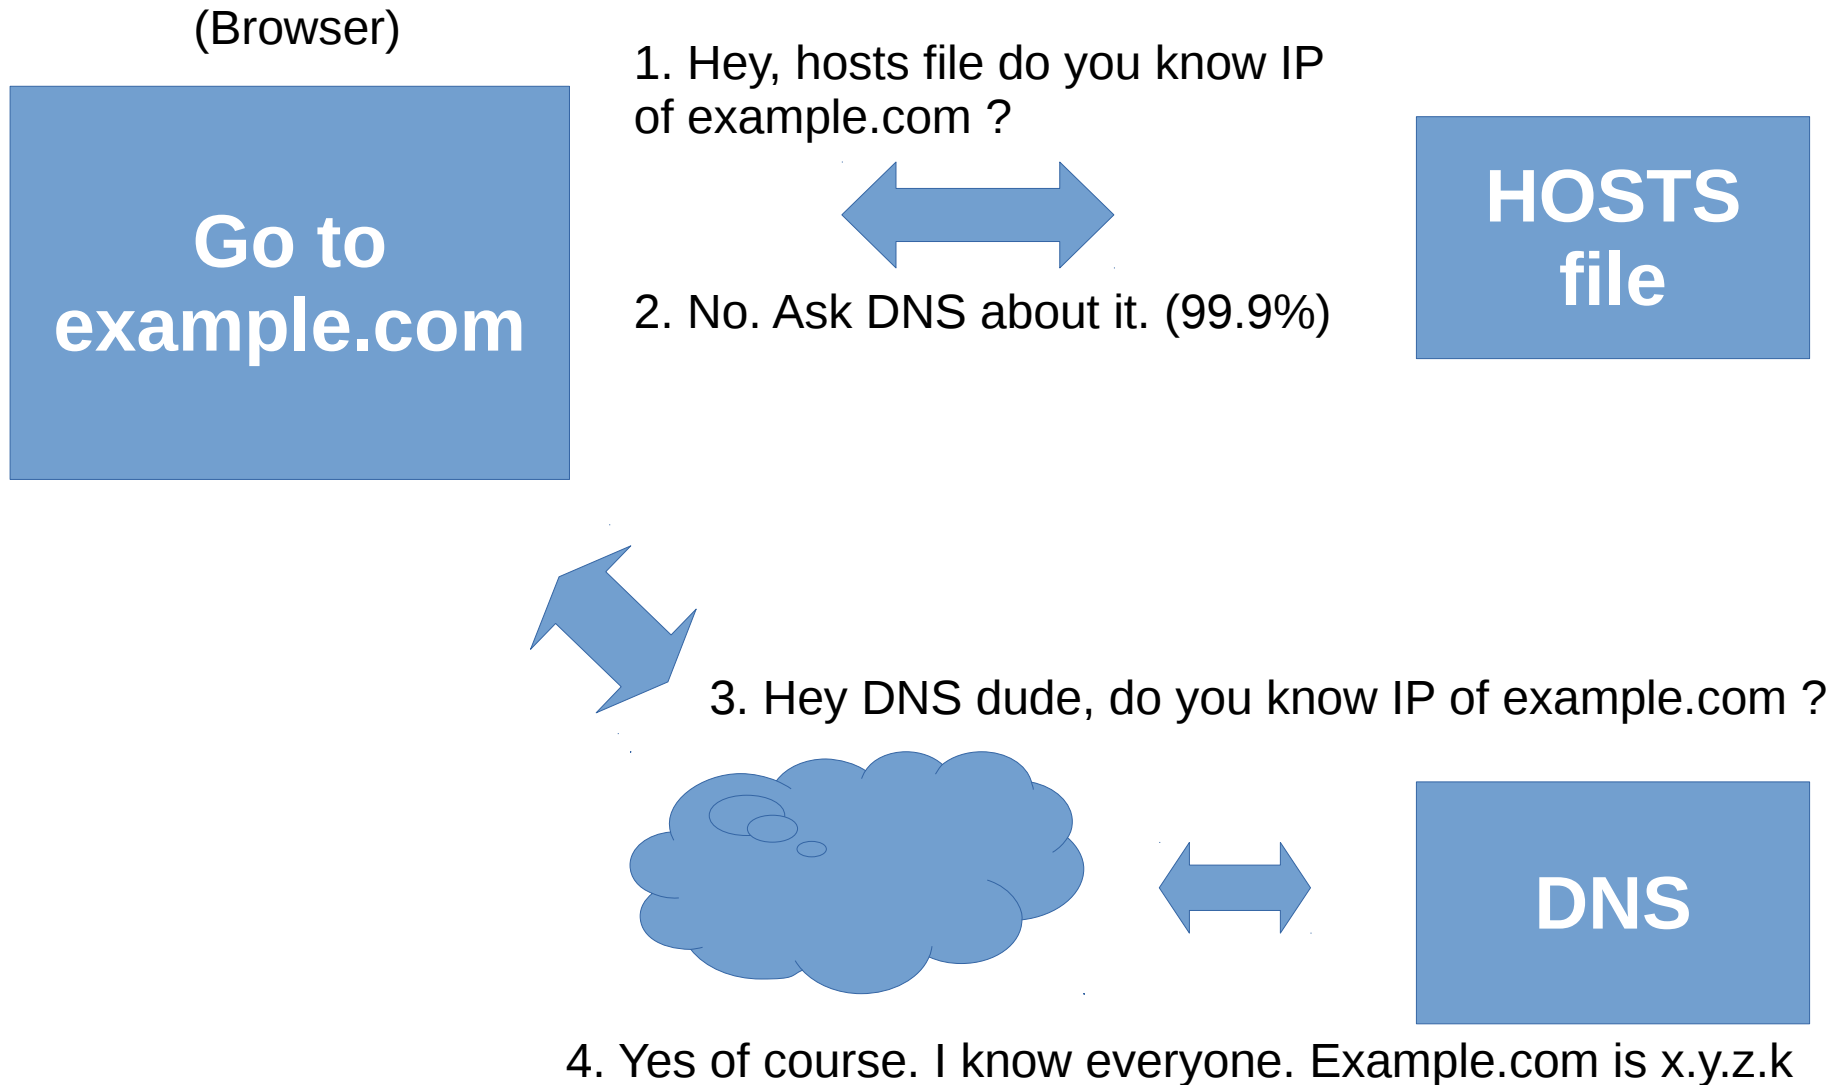 (Browser)
1. Hey, hosts file do you know IP
of example.com ?
Go to
example.com
HOSTS
file
2. No. Ask DNS about it. (99.9%)
3. Hey DNS dude, do you know IP of example.com ?
DNS
4. Yes of course. I know everyone. Example.com is x.y.z.k